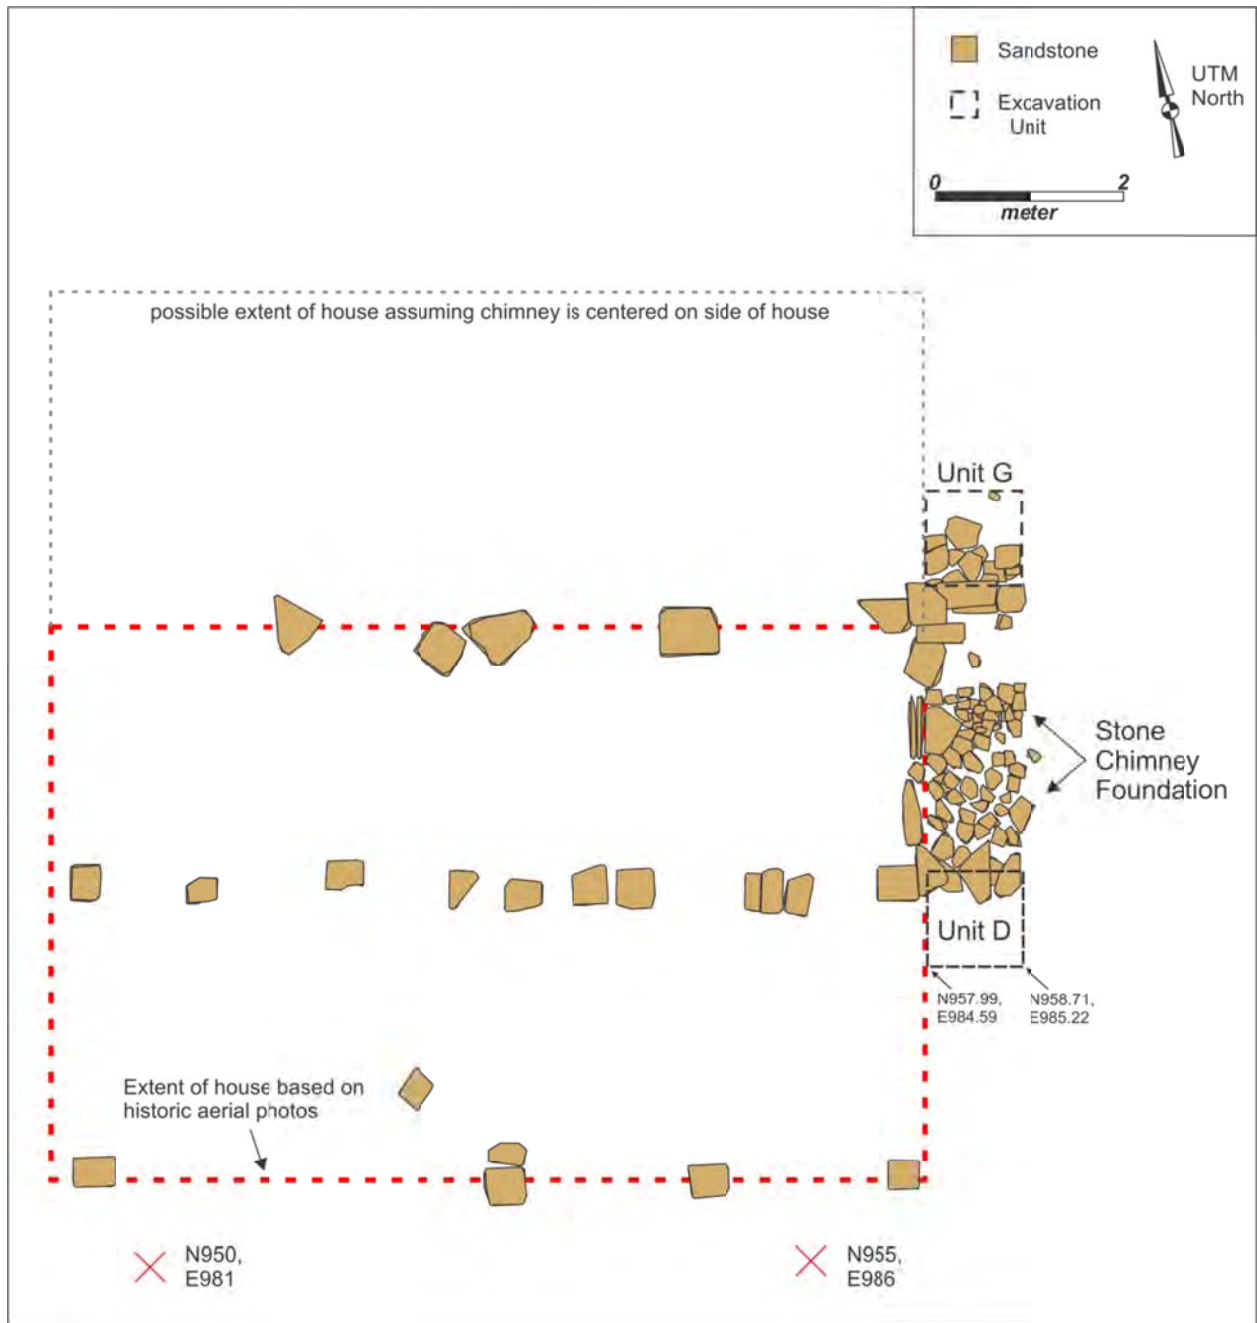 Sandstone
Excavation
Unit
UTM
North
0 2
meter
possible extent of house assuming chimney is centered on side of house
Unit G
Stone
Chimney
Foundation
Unit D
N957.99,
E984.59
N958.71,
E985.22
Extent of house based on
historic aerial photos
N950,
E981
N955,
E986